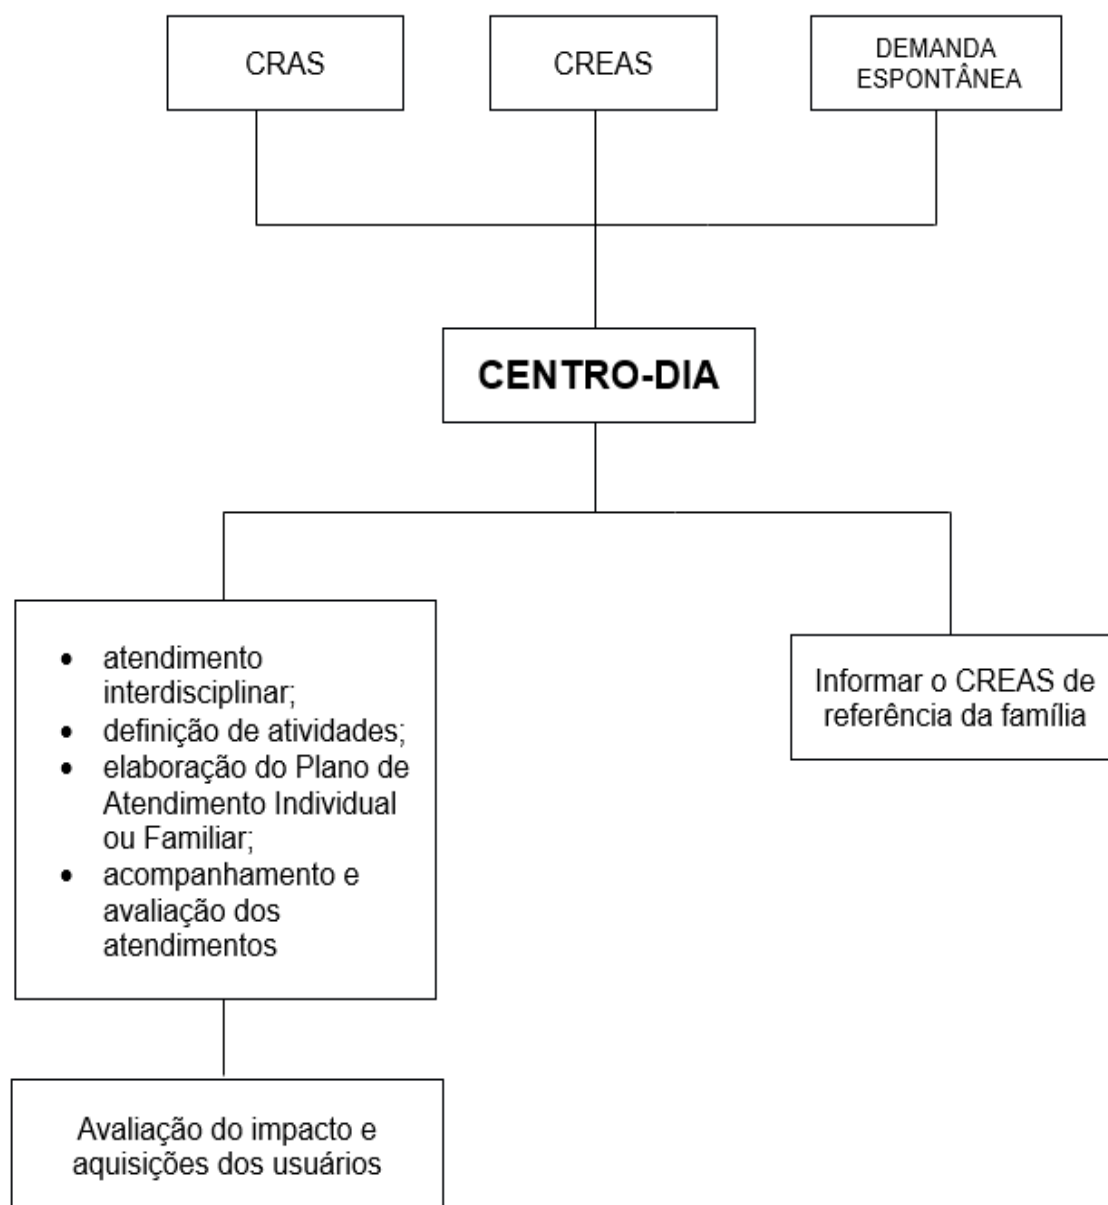 CRAS
CREAS
DEMANDA
ESPONTÂNEA
CENTRO-DIA
• atendimento
interdisciplinar;
• definição de atividades;
• elaboração do Plano de
Atendimento Individual
ou Familiar;
• acompanhamento e
avaliação dos
atendimentos
Informar o CREAS de
referência da família
Avaliação do impacto e
aquisições dos usuários